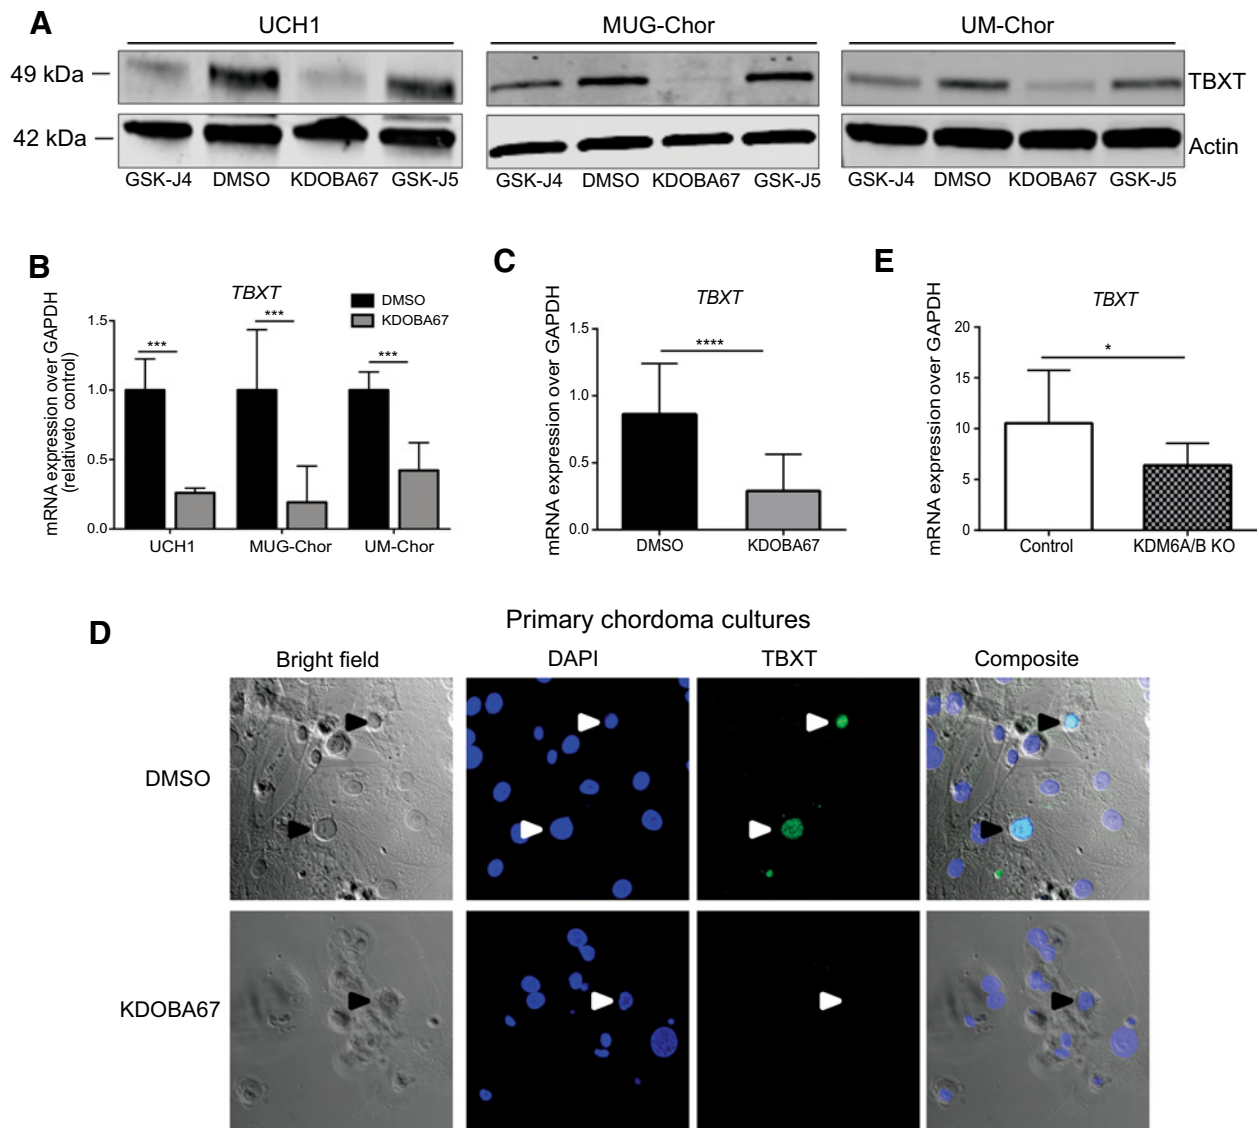 A
UCH1
MUG-Chor
UM-Chor
49 kDa
TBXT
42 kDa
Actin
GSK-J4 DMSO KDOBA67 GSK-J5
GSK-J4 DMSO KDOBA67 GSK-J5
GSK-J4 DMSO KDOBA67 GSK-J5
B
mRNA expression over GAPDH
(relativeto control)
TBXT
DMSO
KDOBA67
1.5
1.0
0.5
0.0
***
***
***
UCH1 MUG-Chor UM-Chor
C
mRNA expression over GAPDH
TBXT
1.5
1.0
0.5
0.0
****
DMSO KDOBA67
E
mRNA expression over GAPDH
TBXT
20
15
10
5
0
*
Control KDM6A/B KO
D
Primary chordoma cultures
Bright field DAPI TBXT Composite
DMSO
KDOBA67